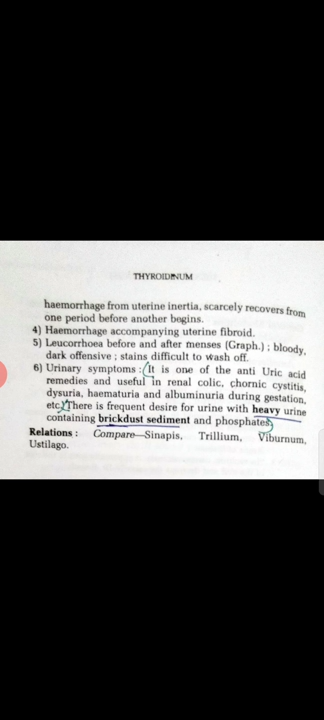 THYROIDINUM
haemorrhage from uterine inertia, scarcely recovers from
one period before another begins.
4) Haemorrhage accompanying uterine fibroid.
5) Leucorrhoea before and after menses (Graph.) ; bloody,
dark offensive ; stains difficult to wash off.
6) Urinary symptoms : It is one of the anti Uric acid
remedies and useful in renal colic, chornic cystitis,
dysuria, haematuria and albuminuria during gestation,
etc. There is frequent desire for urine with heavy urine
containing brickdust sediment and phosphates.
Relations : Compare—Sinapis, Trillium, Viburnum,
Ustilago.